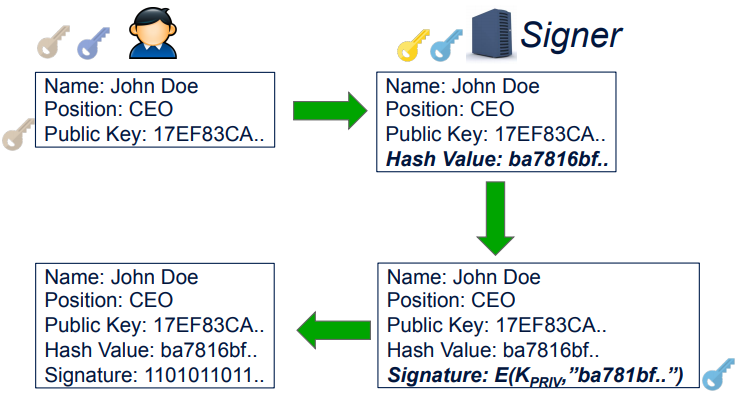 Signer
Name: John Doe
Position: CEO
Public Key: 17EF83CA..
Name: John Doe
Position: CEO
Public Key: 17EF83CA..
Hash Value: ba7816bf..
Name: John Doe
Position: CEO
Public Key: 17EF83CA..
Hash Value: ba7816bf..
Signature: 1101011011..
Name: John Doe
Position: CEO
Public Key: 17EF83CA..
Hash Value: ba7816bf..
Signature: E(KPRIV,”ba781bf..”)